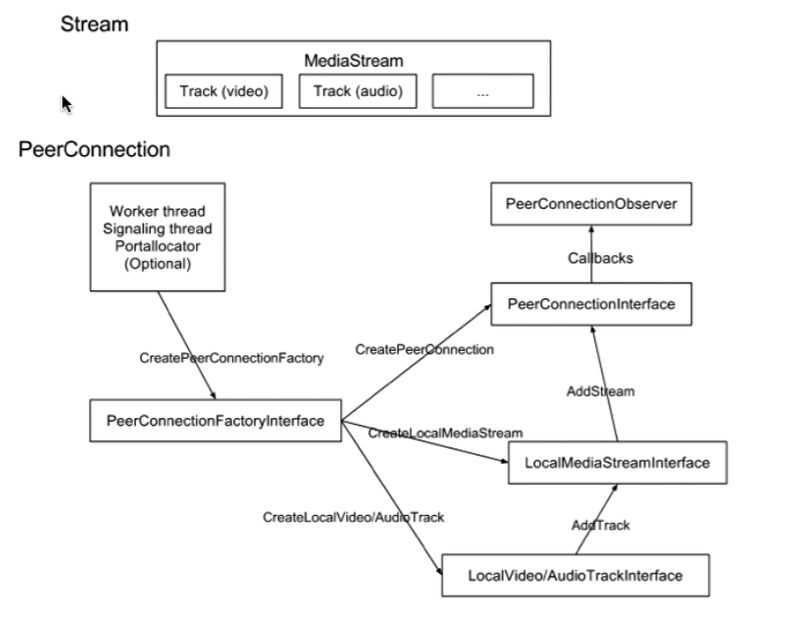 Stream
MediaStream
Track (video)
Track (audio)
...
PeerConnection
Worker thread
Signaling thread
Portallocator
(Optional)
PeerConnectionObserver
Callbacks
PeerConnectionInterface
CreatePeerConnectionFactory
CreatePeerConnection
AddStream
PeerConnectionFactoryInterface
CreateLocalMediaStream
LocalMediaStreamInterface
CreateLocalVideo/AudioTrack
AddTrack
LocalVideo/AudioTrackInterface